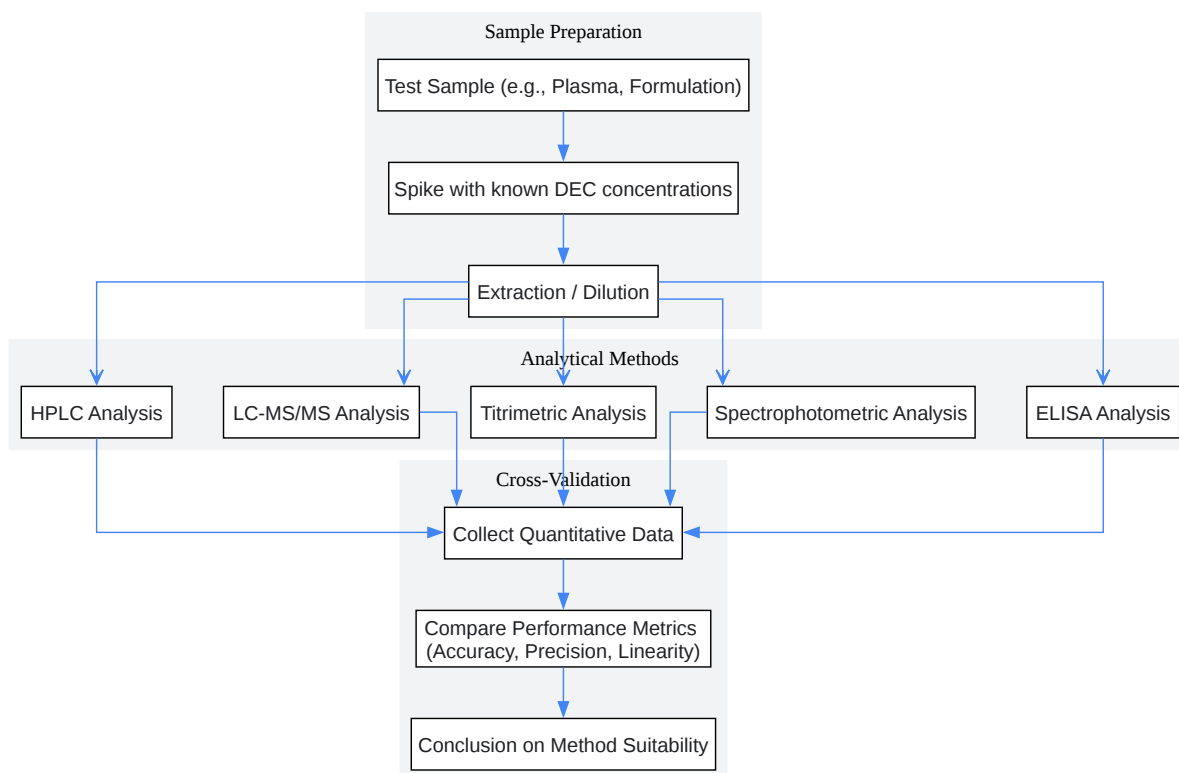 Sample Preparation
Test Sample (e.g., Plasma, Formulation)
Spike with known DEC concentrations
Extraction / Dilution
Analytical Methods
HPLC Analysis
LC-MS/MS Analysis
Titrimetric Analysis
Spectrophotometric Analysis
ELISA Analysis
Cross-Validation
Collect Quantitative Data
Compare Performance Metrics
(Accuracy, Precision, Linearity)
Conclusion on Method Suitability